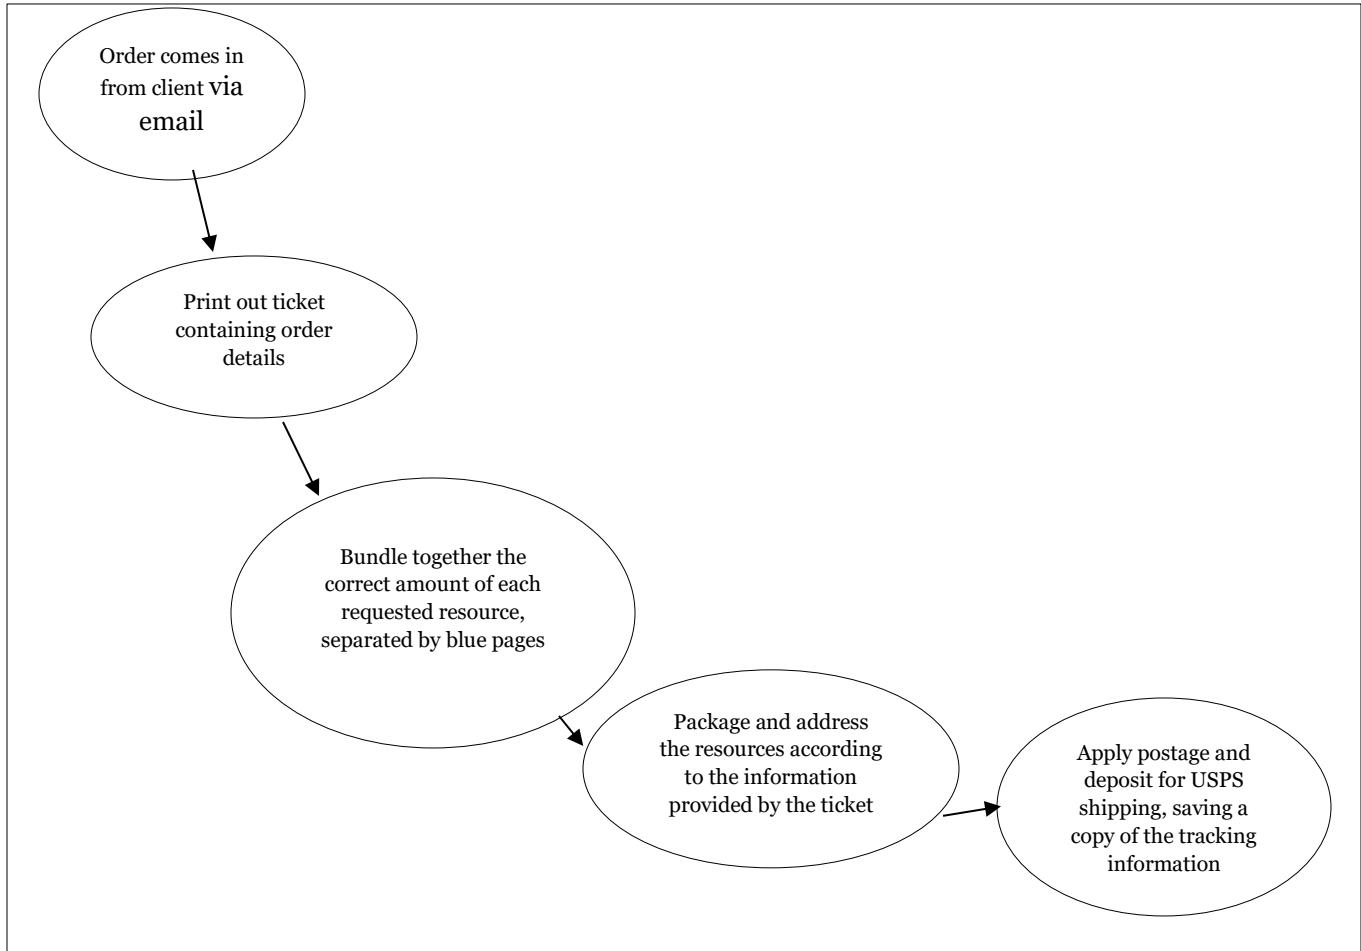 Order comes in
from client via
email
Print out ticket
containing order
details
Bundle together the
correct amount of each
requested resource,
separated by blue pages
Package and address
the resources according
to the information
provided by the ticket
Apply postage and
deposit for USPS
shipping, saving a
copy of the tracking
information